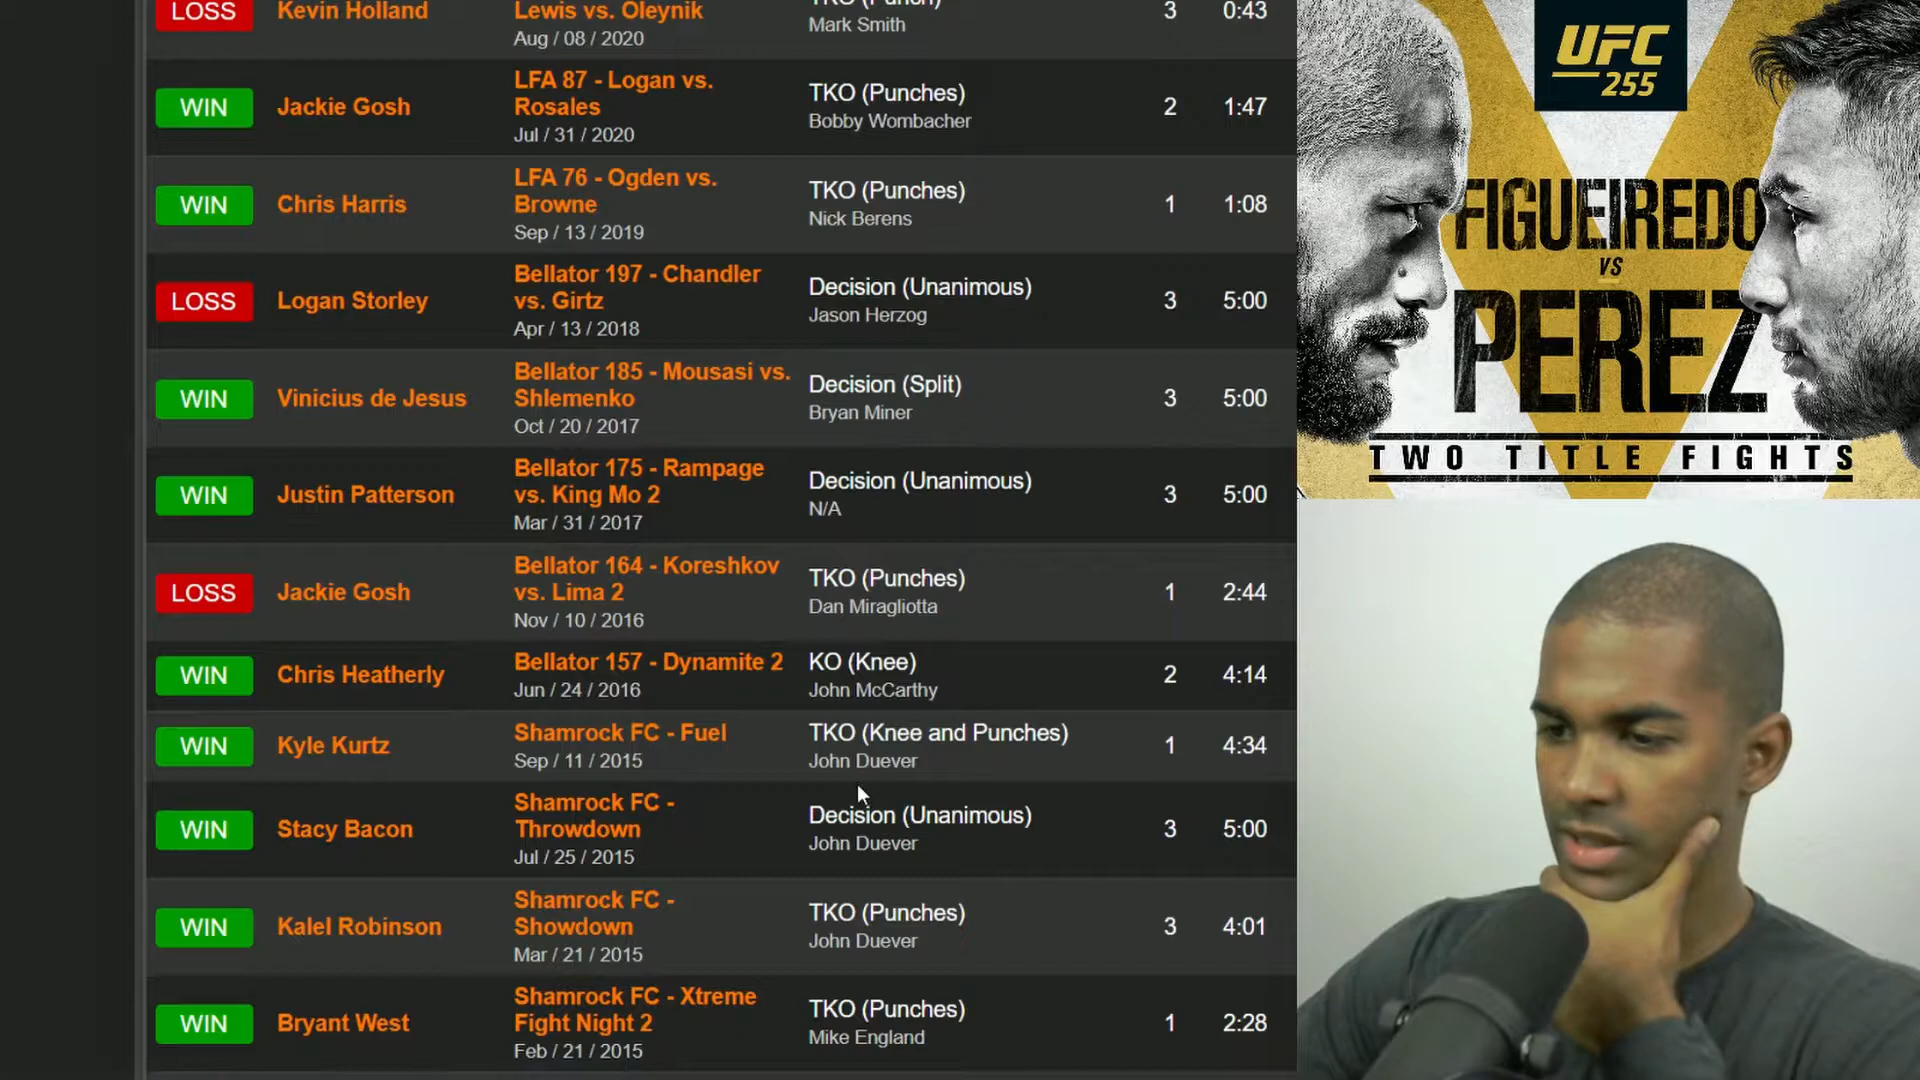 LOSS Kevin Holland Lewis vs. Oleynik TKO (Punch) 3 0:43
Aug / 08 / 2020 Mark Smith
WIN Jackie Gosh LFA 87 - Logan vs. TKO (Punches) 2 1:47
Rosales Bobby Wombacher
Jul / 31 / 2020
WIN Chris Harris LFA 76 - Ogden vs. TKO (Punches) 1 1:08
Browne Nick Berens
Sep / 13 / 2019
LOSS Logan Storley Bellator 197 - Chandler Decision (Unanimous) 3 5:00
vs. Girtz Jason Herzog
Apr / 13 / 2018
WIN Vinicius de Jesus Bellator 185 - Mousasi vs. Decision (Split) 3 5:00
Shlemenko Bryan Miner
Oct / 20 / 2017
WIN Justin Patterson Bellator 175 - Rampage Decision (Unanimous) 3 5:00
vs. King Mo 2 N/A
Mar / 31 / 2017
LOSS Jackie Gosh Bellator 164 - Koreshkov TKO (Punches) 1 2:44
vs. Lima 2 Dan Miragliotta
Nov / 10 / 2016
WIN Chris Heatherly Bellator 157 - Dynamite 2 KO (Knee) 2 4:14
Jun / 24 / 2016 John McCarthy
WIN Kyle Kurtz Shamrock FC - Fuel TKO (Knee and Punches) 1 4:34
Sep / 11 / 2015 John Duever
WIN Stacy Bacon Shamrock FC - Decision (Unanimous) 3 5:00
Throwdown John Duever
Jul / 25 / 2015
WIN Kalel Robinson Shamrock FC - TKO (Punches) 3 4:01
Showdown John Duever
Mar / 21 / 2015
WIN Bryant West Shamrock FC - Xtreme TKO (Punches) 1 2:28
Fight Night 2 Mike England
Feb / 21 / 2015
UFC
255
FIGUEIREDO
VS
PEREZ
TWO TITLE FIGHTS